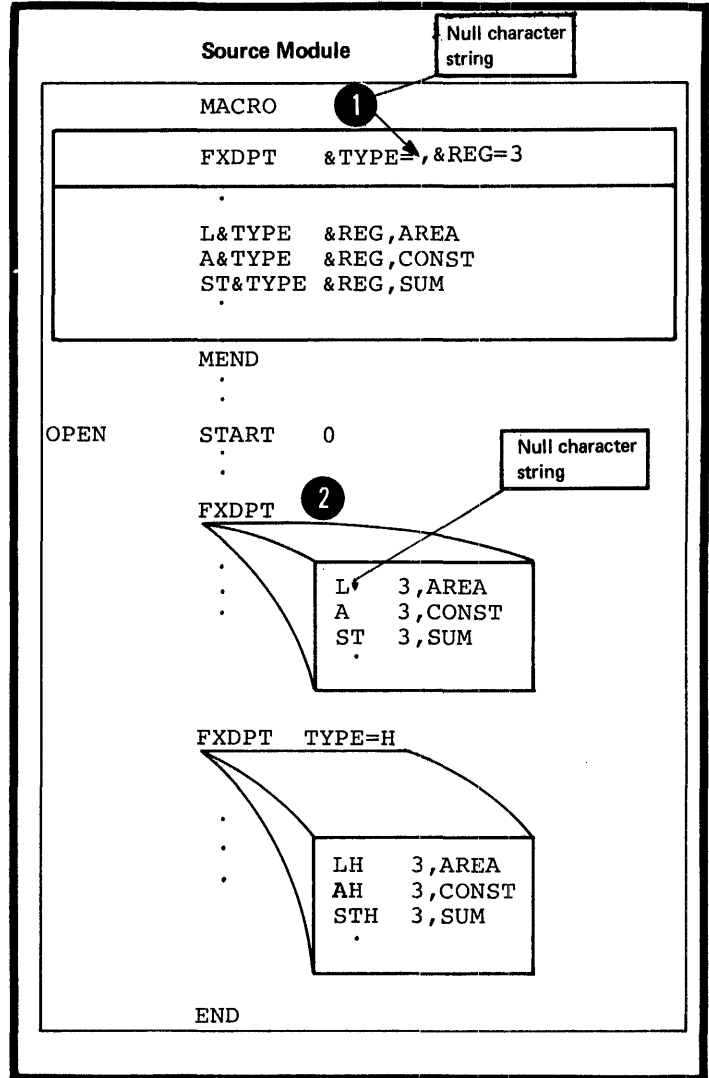 Null character
string
Source Module
MACRO
1
FXDPT &TYPE=,&REG=3
.
L&TYPE &REG,AREA
A&TYPE &REG,CONST
ST&TYPE &REG,SUM
.
MEND
.
.
OPEN START 0
.
.
Null character
string
FXDPT
2
.
.
.
L 3,AREA
A 3,CONST
ST 3,SUM
.
FXDPT TYPE=H
.
.
.
LH 3,AREA
AH 3,CONST
STH 3,SUM
.
END